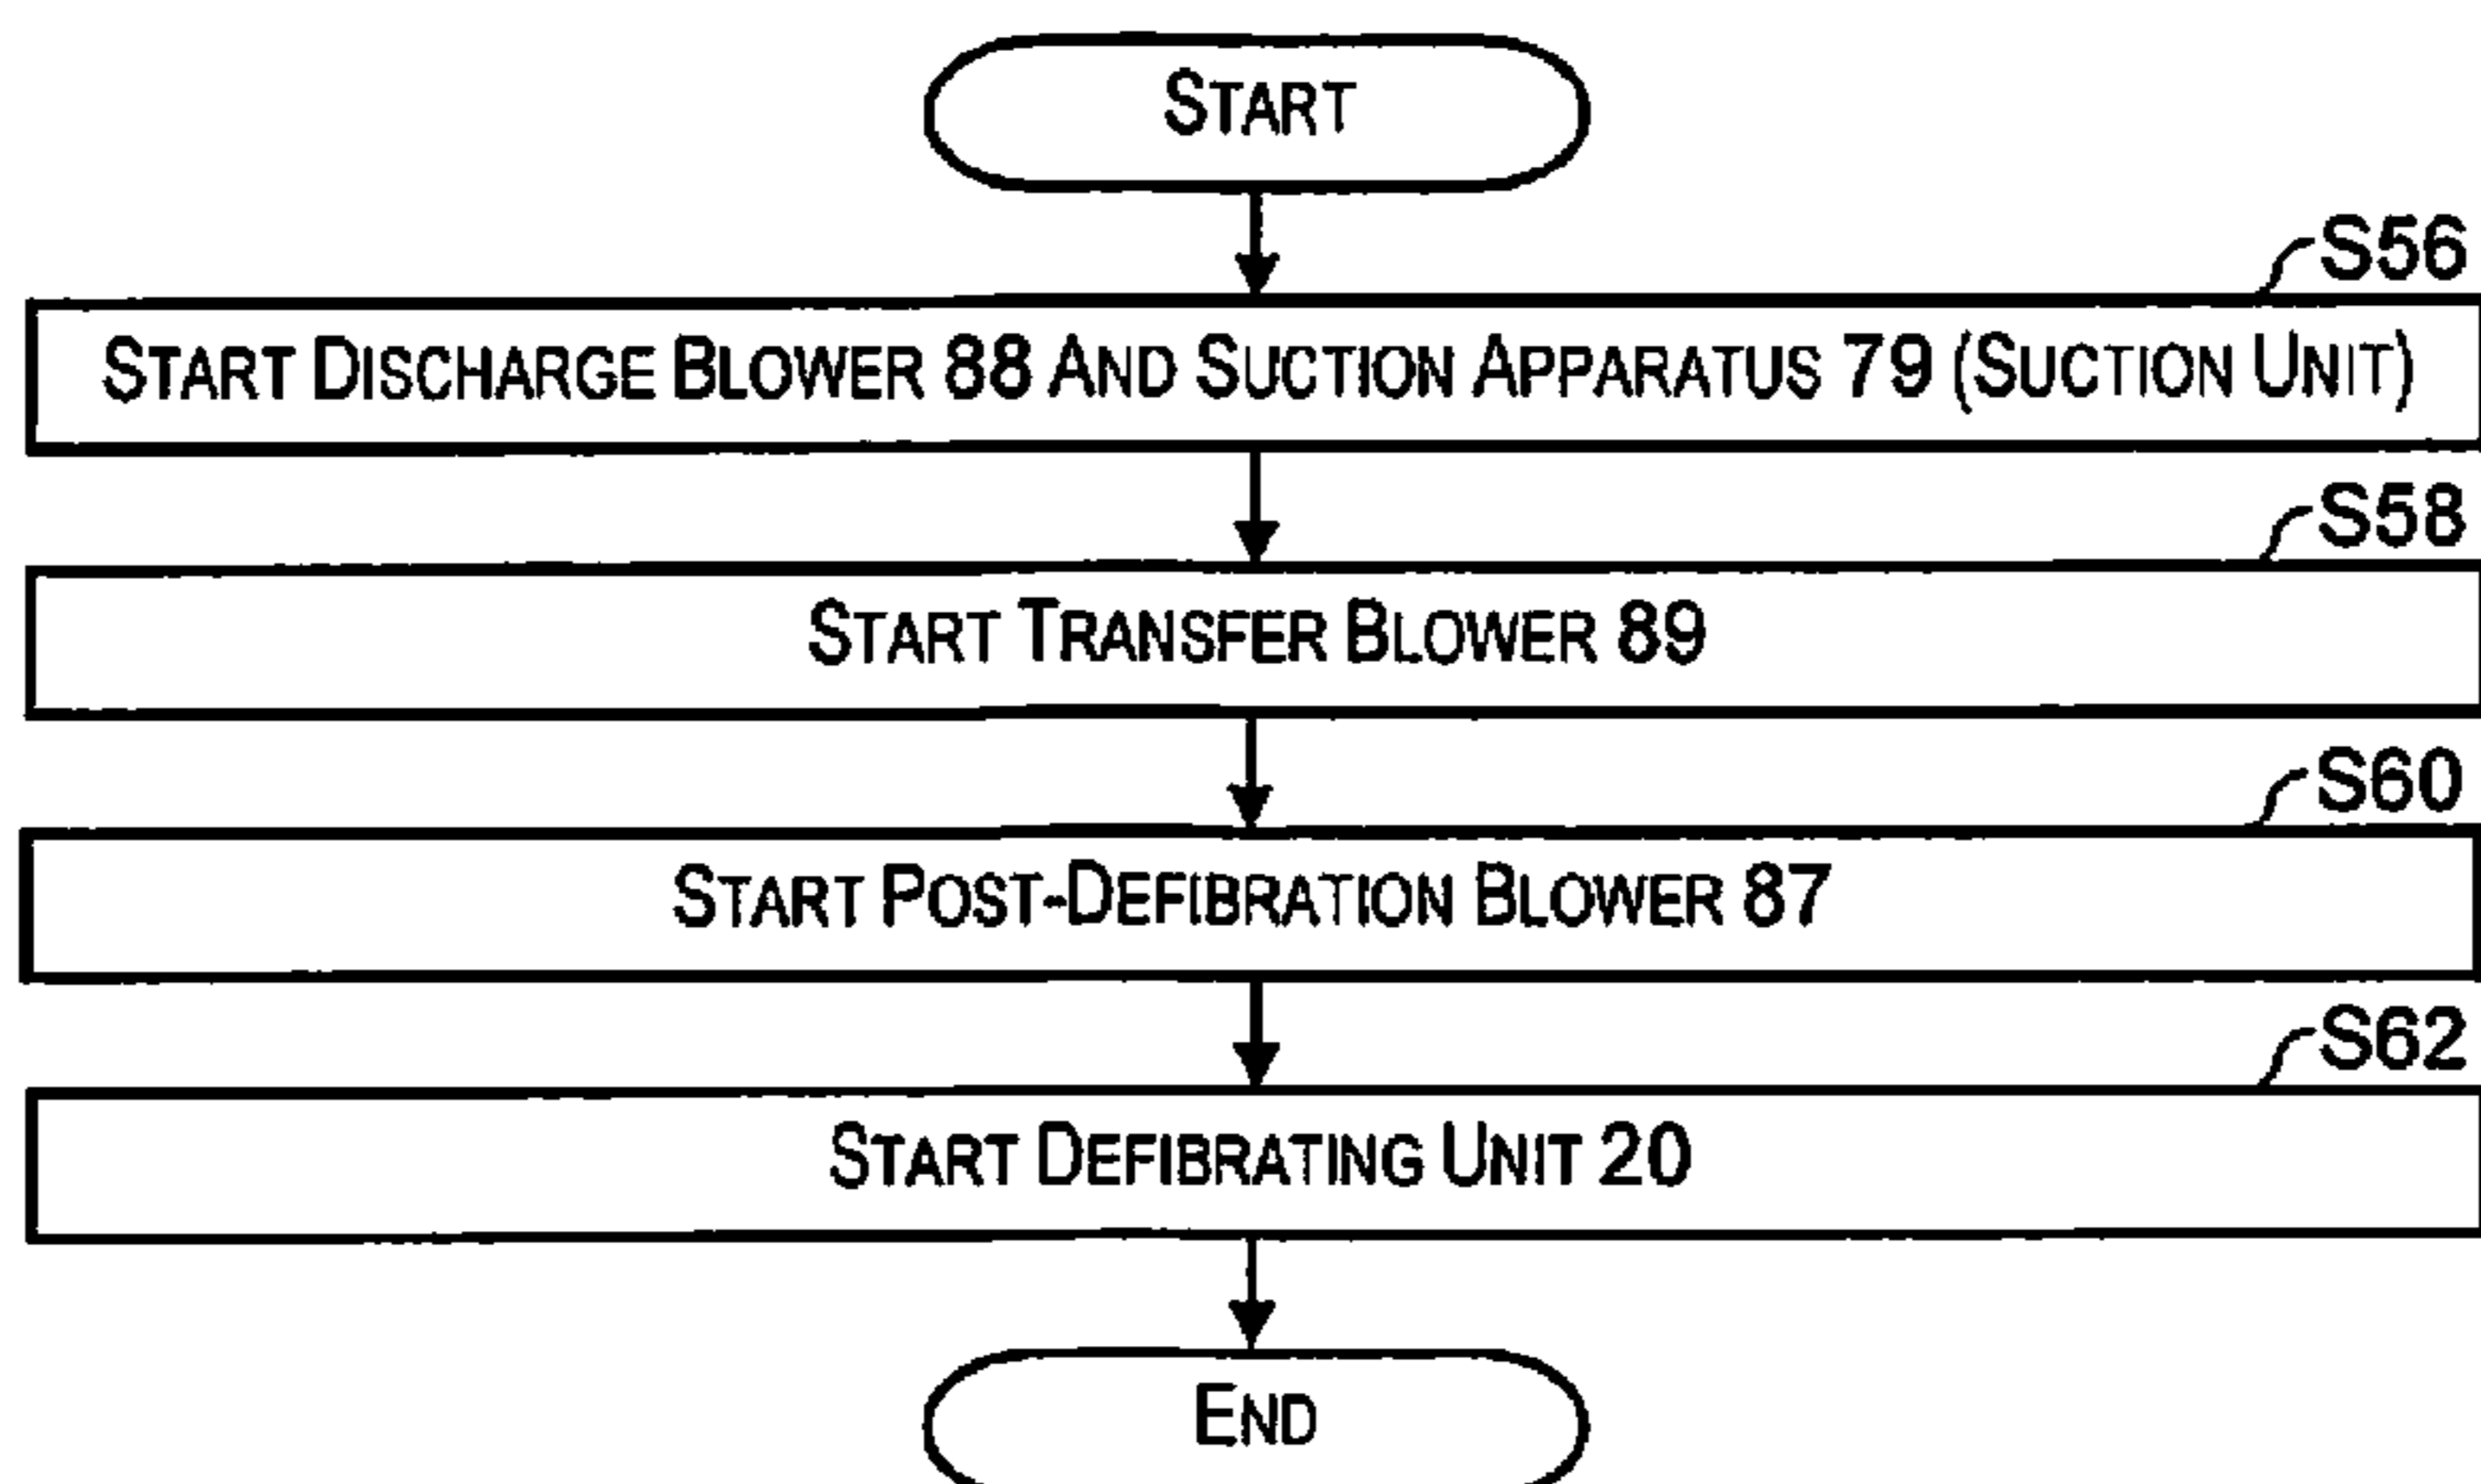 START
S56
START DISCHARGE BLOWER 88 AND SUCTION APPARATUS 79 (SUCTION UNIT)
S58
START TRANSFER BLOWER 89
S60
START POST-DEFIBRATION BLOWER 87
S62
START DEFIBRATING UNIT 20
END